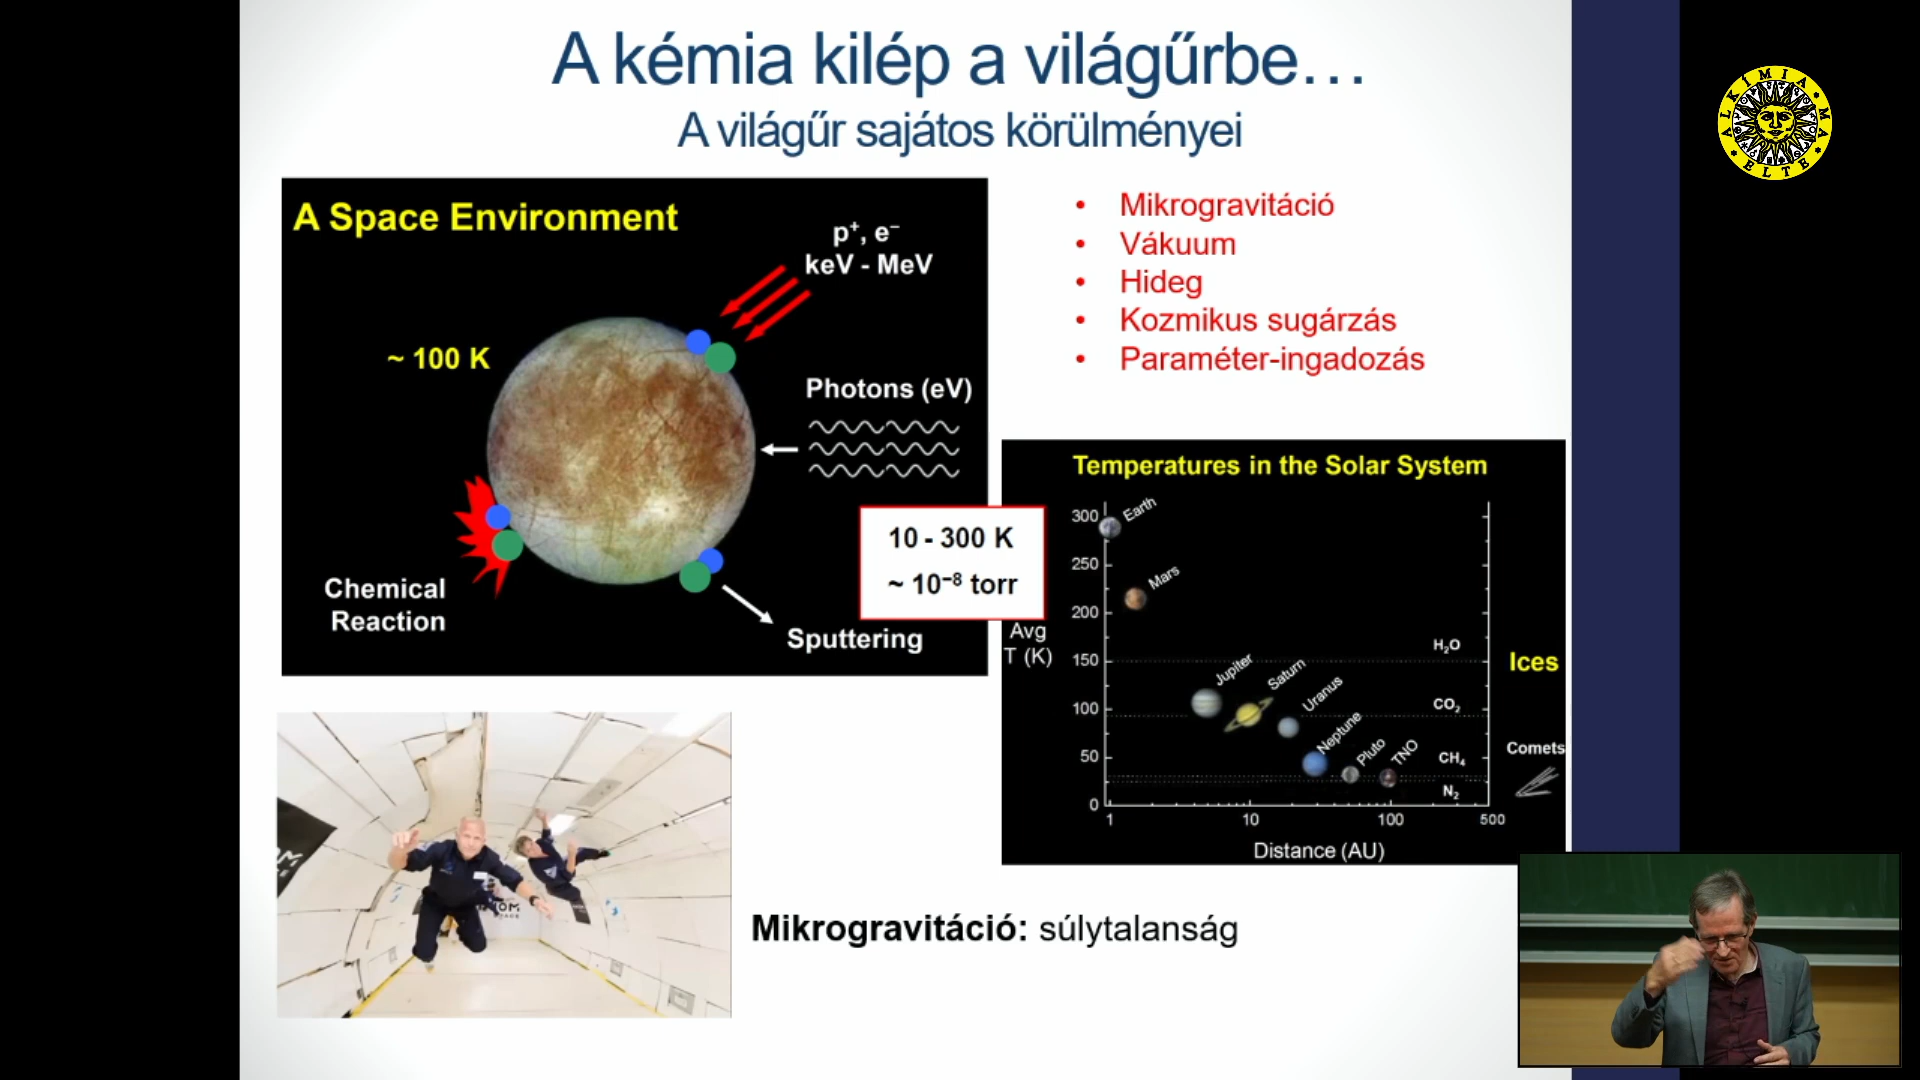 A kémia kilép a világűrbe…
A világűr sajátos körülményei
ALKÍMIA • MA • ELTE •
A Space Environment
p⁺, e⁻
keV - MeV
~ 100 K
Photons (eV)
Chemical
Reaction
Sputtering
10 - 300 K
~ 10⁻⁸ torr
• Mikrogravitáció
• Vákuum
• Hideg
• Kozmikus sugárzás
• Paraméter-ingadozás
Temperatures in the Solar System
Avg
T (K)
300
250
200
150
100
50
0
Earth
Mars
Jupiter
Saturn
Uranus
Neptune
Pluto
TNO
H₂O
CO₂
CH₄
N₂
Ices
Comets
1 10 100 500
Distance (AU)
Mikrogravitáció: súlytalanság